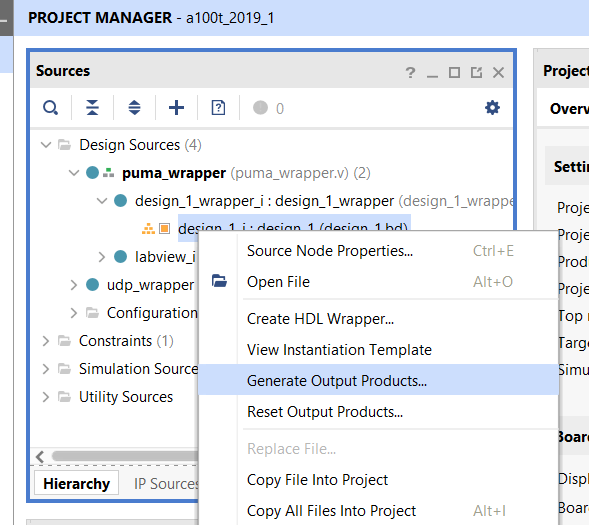 PROJECT MANAGER - a100t_2019_1
Sources
? _
0
Design Sources (4)
puma_wrapper (puma_wrapper.v) (2)
design_1_wrapper_i : design_1_wrapper (design_1_wrappe
design_1_i : design_1 (design_1.bd)
labview_i
udp_wrapper
Configuration
Constraints (1)
Simulation Source
Utility Sources
Hierarchy
IP Sources
Source Node Properties... Ctrl+E
Open File Alt+O
Create HDL Wrapper...
View Instantiation Template
Generate Output Products...
Reset Output Products...
Replace File...
Copy File Into Project
Copy All Files Into Project Alt+I
Project
Overv
Settin
Proje
Proje
Produ
Proje
Top n
Targe
Simu
Board
Displ
Board